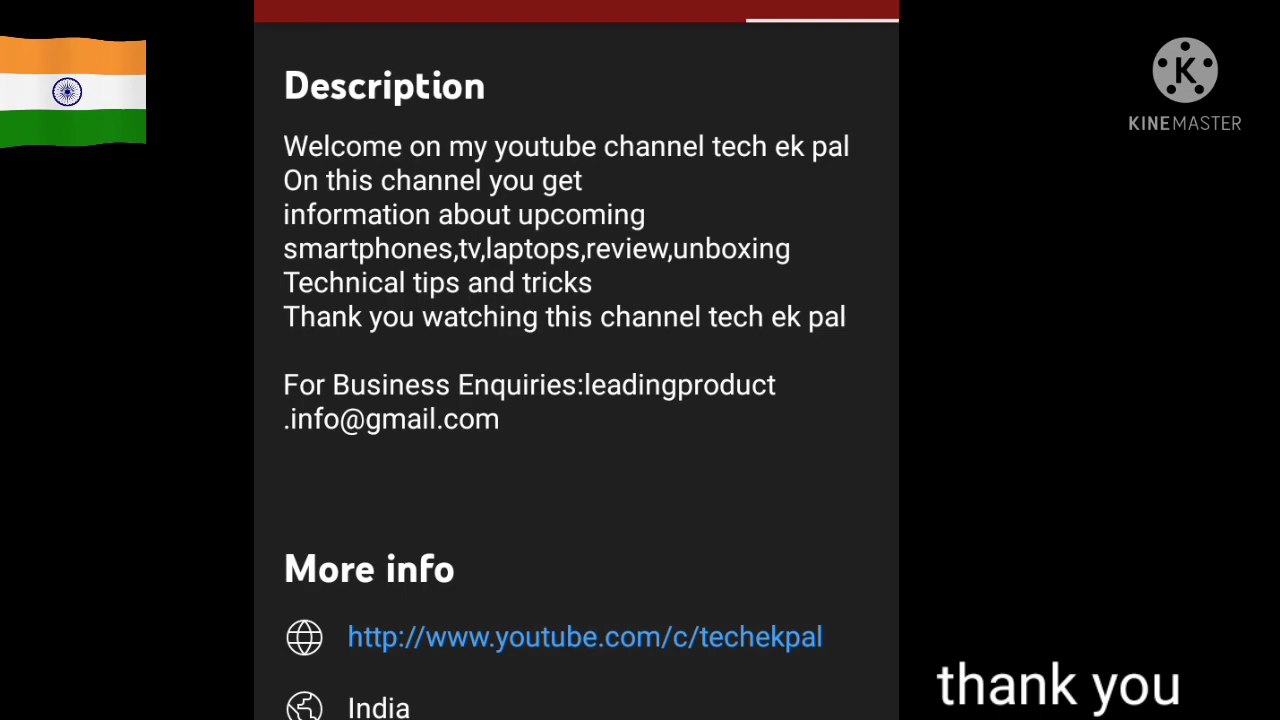 Description
Welcome on my youtube channel tech ek pal
On this channel you get
information about upcoming
smartphones,tv,laptops,review,unboxing
Technical tips and tricks
Thank you watching this channel tech ek pal
For Business Enquiries:leadingproduct
.info@gmail.com
More info
http://www.youtube.com/c/techekpal
India
K
KINEMASTER
thank you